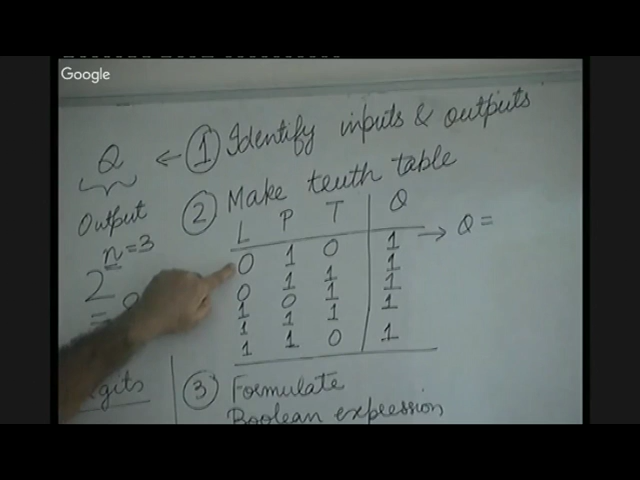 Google
Q ← 1 Identify inputs & outputs
Output
n=3
2
=
2 Make truth table
L P T Q
0 1 0 1 → Q =
0 1 1 1
1 0 1 1
1 1 1 1
1 1 0 1
3 Formulate
Boolean expression